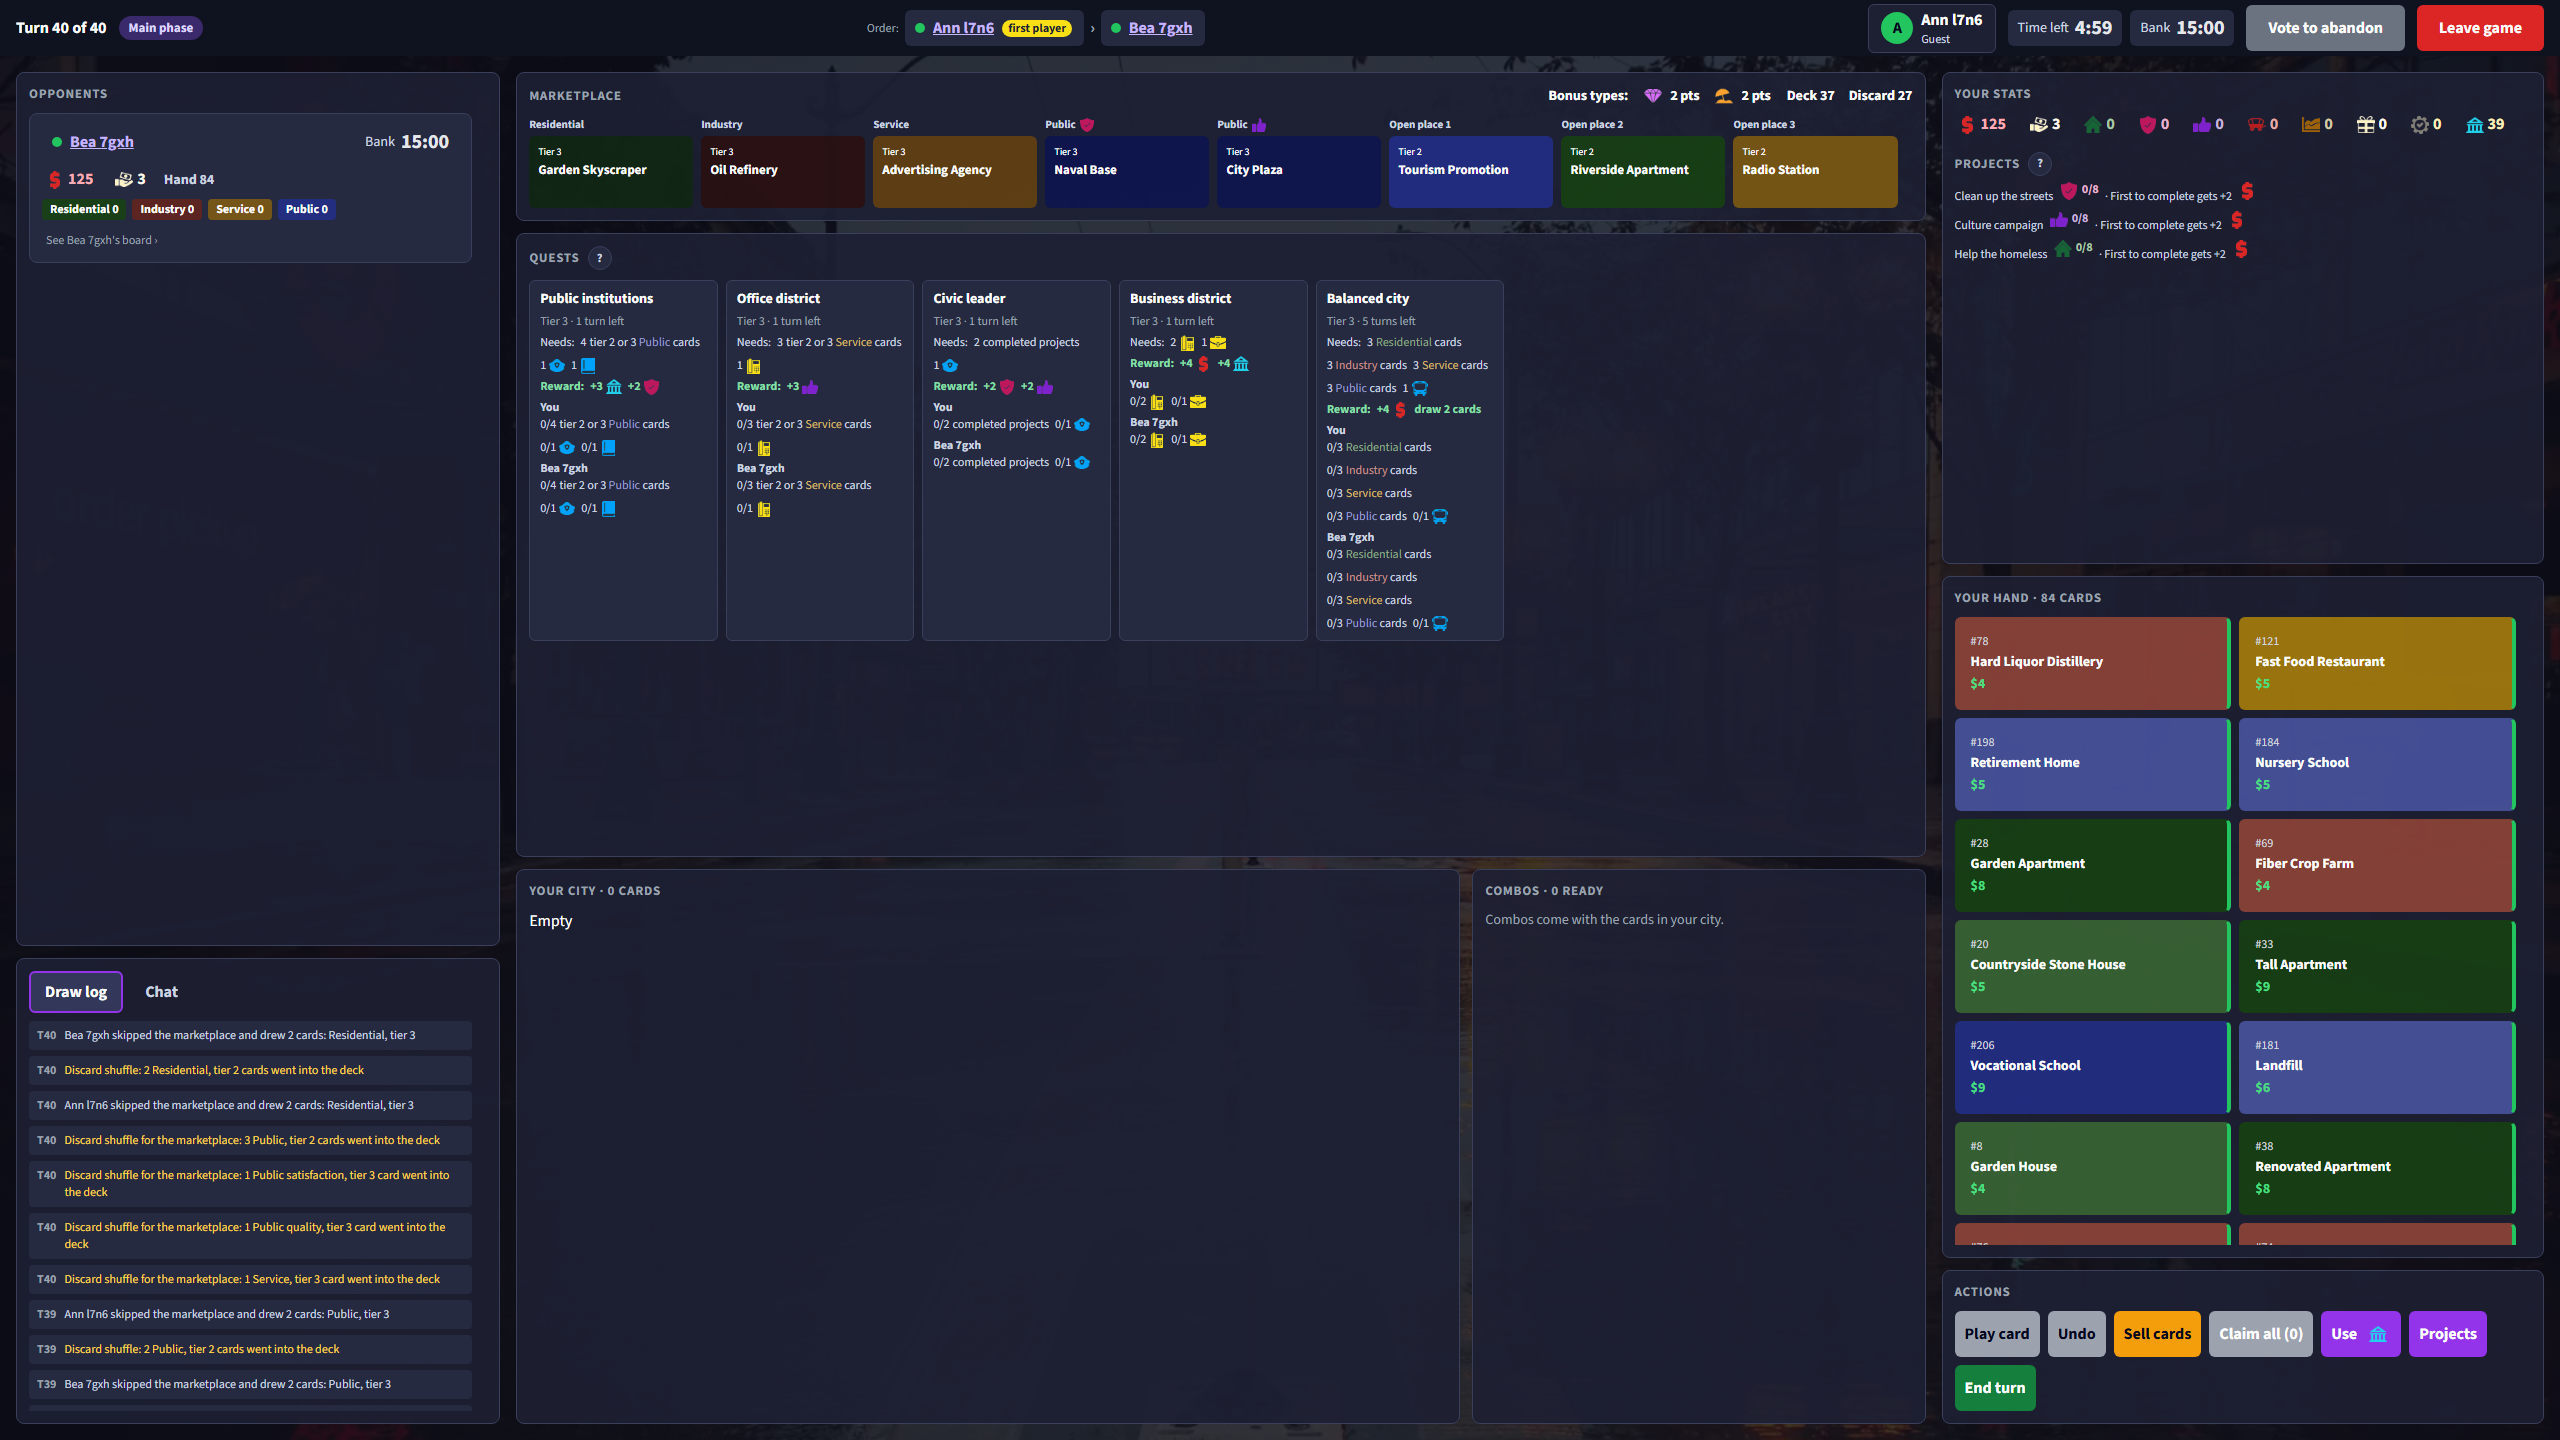 Turn 40 of 40 Main phase
Order: Ann l7n6 first player › Bea 7gxh
A Ann l7n6 Guest
Time left 4:59 Bank 15:00 Vote to abandon Leave game
OPPONENTS
Bea 7gxh Bank 15:00
125 3 Hand 84
Residential 0 Industry 0 Service 0 Public 0
See Bea 7gxh's board ›
MARKETPLACE
Bonus types: 2 pts 2 pts Deck 37 Discard 27
Residential Industry Service Public Public Open place 1 Open place 2 Open place 3
Tier 3 Tier 3 Tier 3 Tier 3 Tier 3 Tier 2 Tier 2 Tier 2
Garden Skyscraper Oil Refinery Advertising Agency Naval Base City Plaza Tourism Promotion Riverside Apartment Radio Station
QUESTS ?
Public institutions
Tier 3 · 1 turn left
Needs: 4 tier 2 or 3 Public cards
1 1
Reward: +3 +2
You
0/4 tier 2 or 3 Public cards
0/1 0/1
Bea 7gxh
0/4 tier 2 or 3 Public cards
0/1 0/1
Office district
Tier 3 · 1 turn left
Needs: 3 tier 2 or 3 Service cards
1
Reward: +3
You
0/3 tier 2 or 3 Service cards
0/1
Bea 7gxh
0/3 tier 2 or 3 Service cards
0/1
Civic leader
Tier 3 · 1 turn left
Needs: 2 completed projects
1
Reward: +2 +2
You
0/2 completed projects 0/1
Bea 7gxh
0/2 completed projects 0/1
Business district
Tier 3 · 1 turn left
Needs: 2 1
Reward: +4 +4
You
0/2 0/1
Bea 7gxh
0/2 0/1
Balanced city
Tier 3 · 5 turns left
Needs: 3 Residential cards
3 Industry cards 3 Service cards
3 Public cards 1
Reward: +4 draw 2 cards
You
0/3 Residential cards
0/3 Industry cards
0/3 Service cards
0/3 Public cards 0/1
Bea 7gxh
0/3 Residential cards
0/3 Industry cards
0/3 Service cards
0/3 Public cards 0/1
YOUR STATS
125 3 0 0 0 0 0 0 0 39
PROJECTS ?
Clean up the streets 0/8 · First to complete gets +2
Culture campaign 0/8 · First to complete gets +2
Help the homeless 0/8 · First to complete gets +2
YOUR HAND · 84 CARDS
#78 Hard Liquor Distillery $4
#121 Fast Food Restaurant $5
#198 Retirement Home $5
#184 Nursery School $5
#28 Garden Apartment $8
#69 Fiber Crop Farm $4
#20 Countryside Stone House $5
#33 Tall Apartment $9
#206 Vocational School $9
#181 Landfill $6
#8 Garden House $4
#38 Renovated Apartment $8
YOUR CITY · 0 CARDS
Empty
COMBOS · 0 READY
Combos come with the cards in your city.
Draw log Chat
T40 Bea 7gxh skipped the marketplace and drew 2 cards: Residential, tier 3
T40 Discard shuffle: 2 Residential, tier 2 cards went into the deck
T40 Ann l7n6 skipped the marketplace and drew 2 cards: Residential, tier 3
T40 Discard shuffle for the marketplace: 3 Public, tier 2 cards went into the deck
T40 Discard shuffle for the marketplace: 1 Public satisfaction, tier 3 card went into
the deck
T40 Discard shuffle for the marketplace: 1 Public quality, tier 3 card went into the
deck
T40 Discard shuffle for the marketplace: 1 Service, tier 3 card went into the deck
T39 Ann l7n6 skipped the marketplace and drew 2 cards: Public, tier 3
T39 Discard shuffle: 2 Public, tier 2 cards went into the deck
T39 Bea 7gxh skipped the marketplace and drew 2 cards: Public, tier 3
ACTIONS
Play card Undo Sell cards Claim all (0) Use Projects
End turn